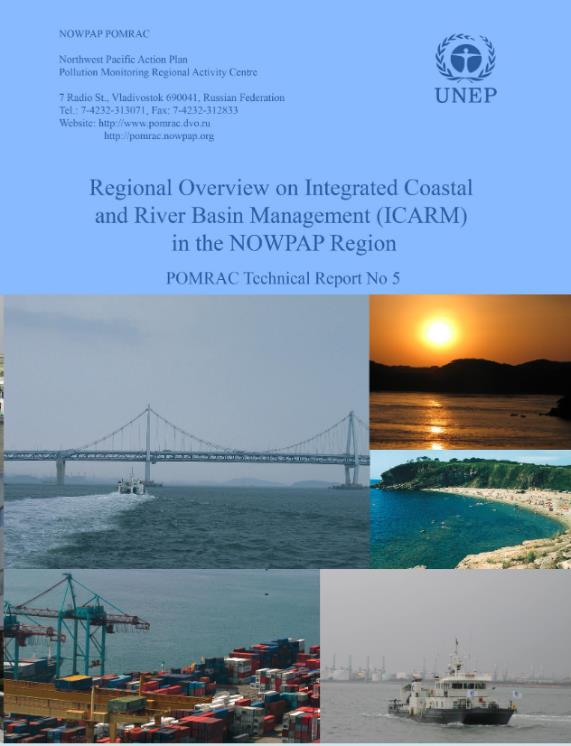 NOWPAP POMRAC
Northwest Pacific Action Plan
Pollution Monitoring Regional Activity Centre
7 Radio St., Vladivostok 690041, Russian Federation
Tel.: 7-4232-313071, Fax: 7-4232-312833
Website: http://www.pomrac.dvo.ru
http://pomrac.nowpap.org
UNEP
Regional Overview on Integrated Coastal
and River Basin Management (ICARM)
in the NOWPAP Region
POMRAC Technical Report No 5